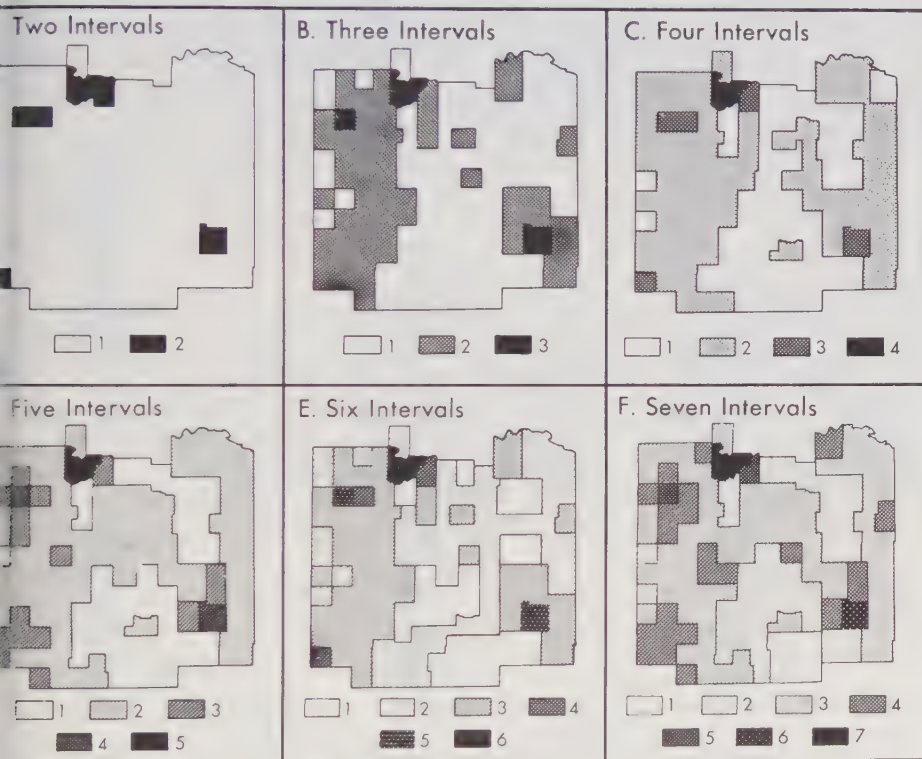 Two Intervals
B. Three Intervals
C. Four Intervals
1 2
1 2 3
1 2 3 4
Five Intervals
E. Six Intervals
F. Seven Intervals
1 2 3
4 5
1 2 3 4
5 6
1 2 3 4
5 6 7